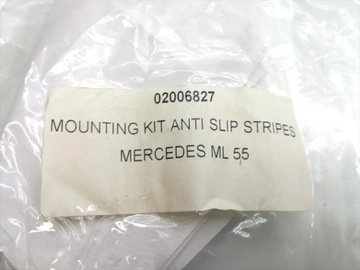 02006827
MOUNTING KIT ANTI SLIP STRIPES
MERCEDES ML 55